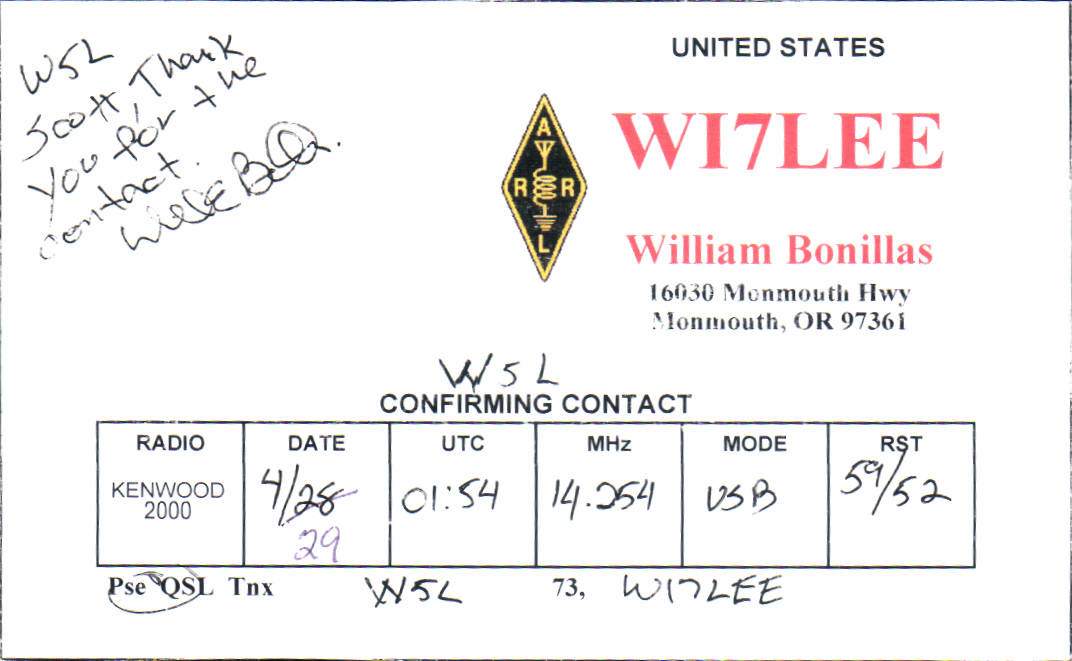 W5L
Scott, Thank
you for the
contact.
UNITED STATES
A
R R
L
WI7LEE
William Bonillas
16030 Monmouth Hwy
Monmouth, OR 97361
W5L
CONFIRMING CONTACT
RADIO DATE UTC MHz MODE RST
KENWOOD 2000 4/28 01:54 14.254 USB 59/52
29
Pse QSL Tnx W5L 73, WI7LEE